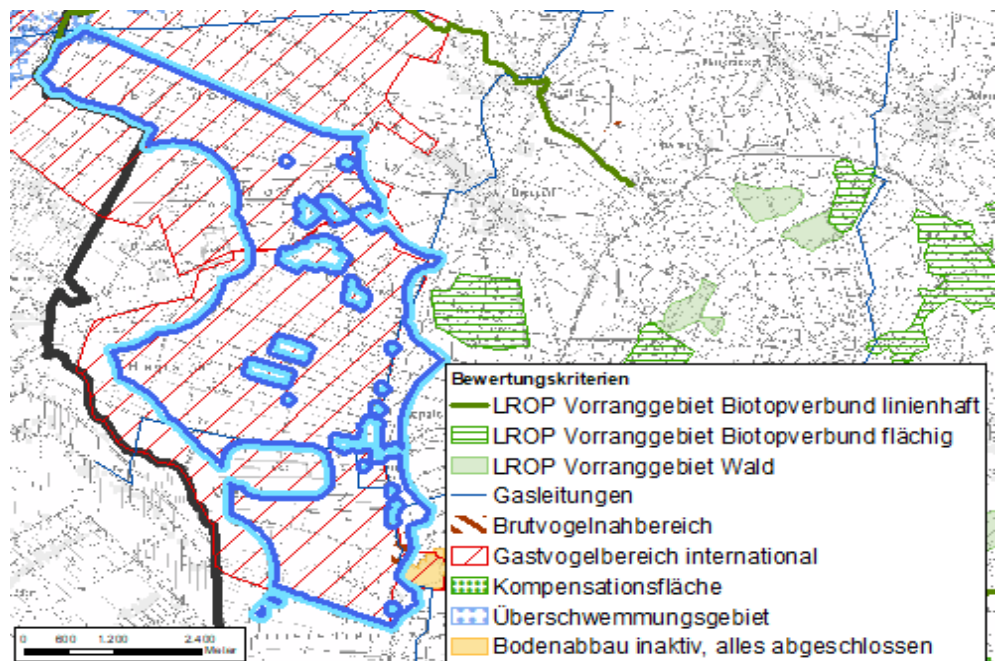 Bewertungskriterien
LROP Vorranggebiet Biotopverbund linienhaft
LROP Vorranggebiet Biotopverbund flächig
LROP Vorranggebiet Wald
Gasleitungen
Brutvogelnahbereich
Gastvogelbereich international
Kompensationsfläche
Überschwemmungsgebiet
Bodenabbau inaktiv, alles abgeschlossen
0 600 1.200 2.400
Meter